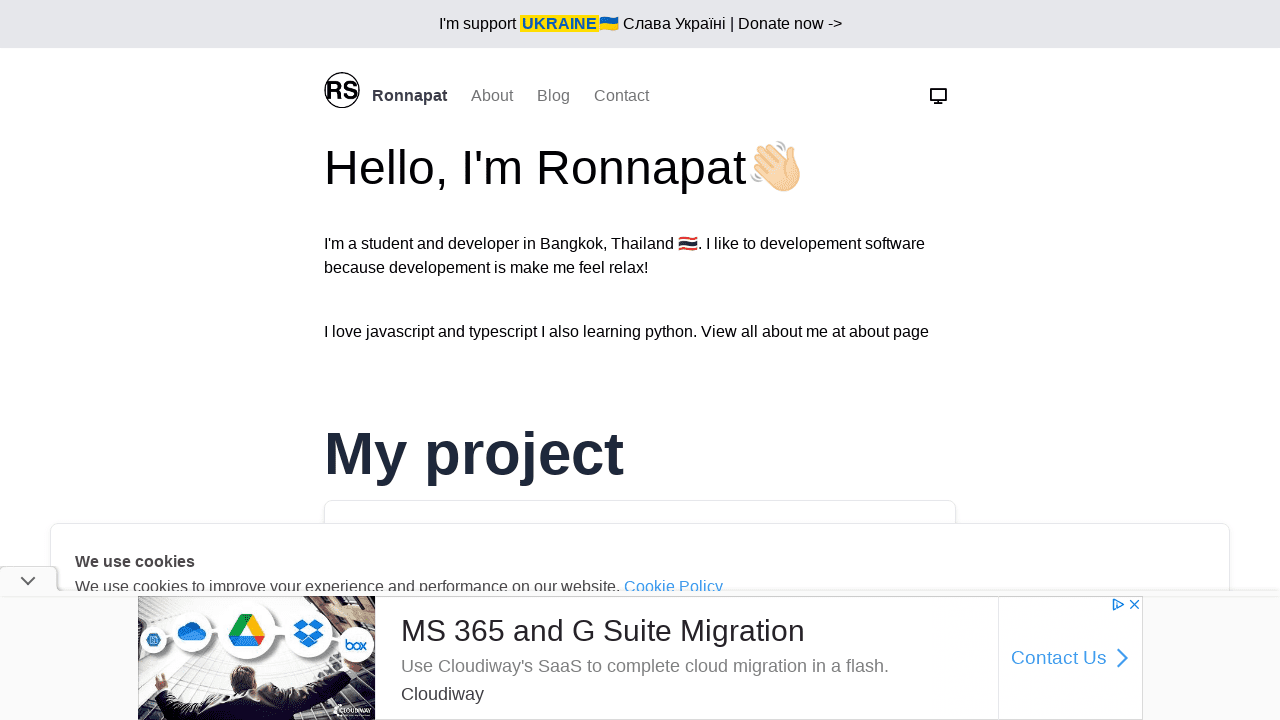 I'm support UKRAINE🇺🇦 Слава Україні | Donate now ->
RS Ronnapat About Blog Contact
Hello, I'm Ronnapat👋🏻
I'm a student and developer in Bangkok, Thailand 🇹🇭. I like to developement software
because developement is make me feel relax!
I love javascript and typescript I also learning python. View all about me at about page
My project
We use cookies
We use cookies to improve your experience and performance on our website. Cookie Policy
MS 365 and G Suite Migration
Use Cloudiway's SaaS to complete cloud migration in a flash.
Cloudiway
Contact Us
box
CLOUDIWAY